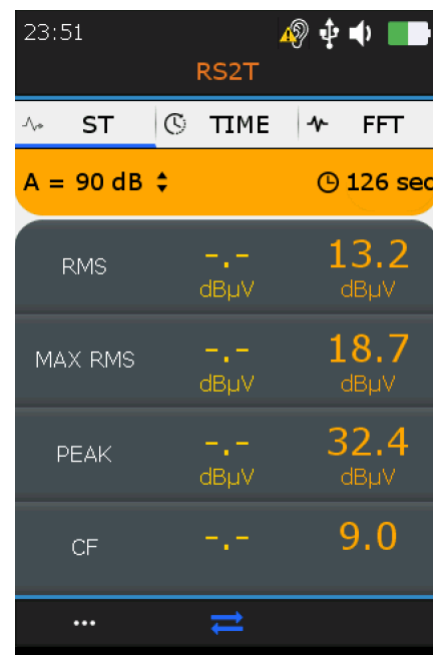 23:51
RS2T
ST TIME FFT
A = 90 dB 126 sec
RMS -.- dBµV 13.2 dBµV
MAX RMS -.- dBµV 18.7 dBµV
PEAK -.- dBµV 32.4 dBµV
CF -.- 9.0
...